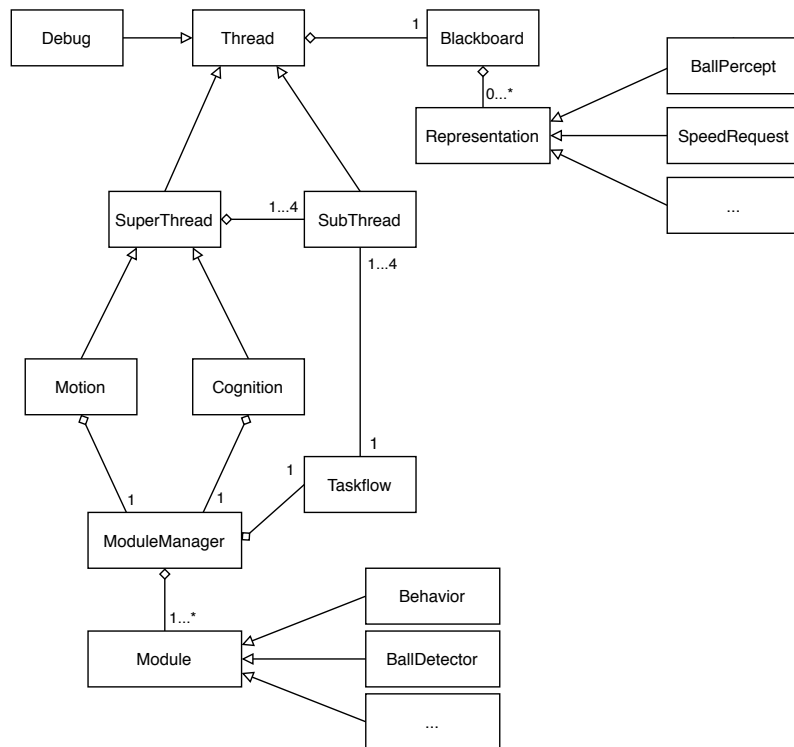 Debug
Thread
1
Blackboard
0...*
BallPercept
Representation
SpeedRequest
...
SuperThread
1...4
SubThread
1...4
Motion
Cognition
1
1
Taskflow
1
1
ModuleManager
1...*
Behavior
Module
BallDetector
...